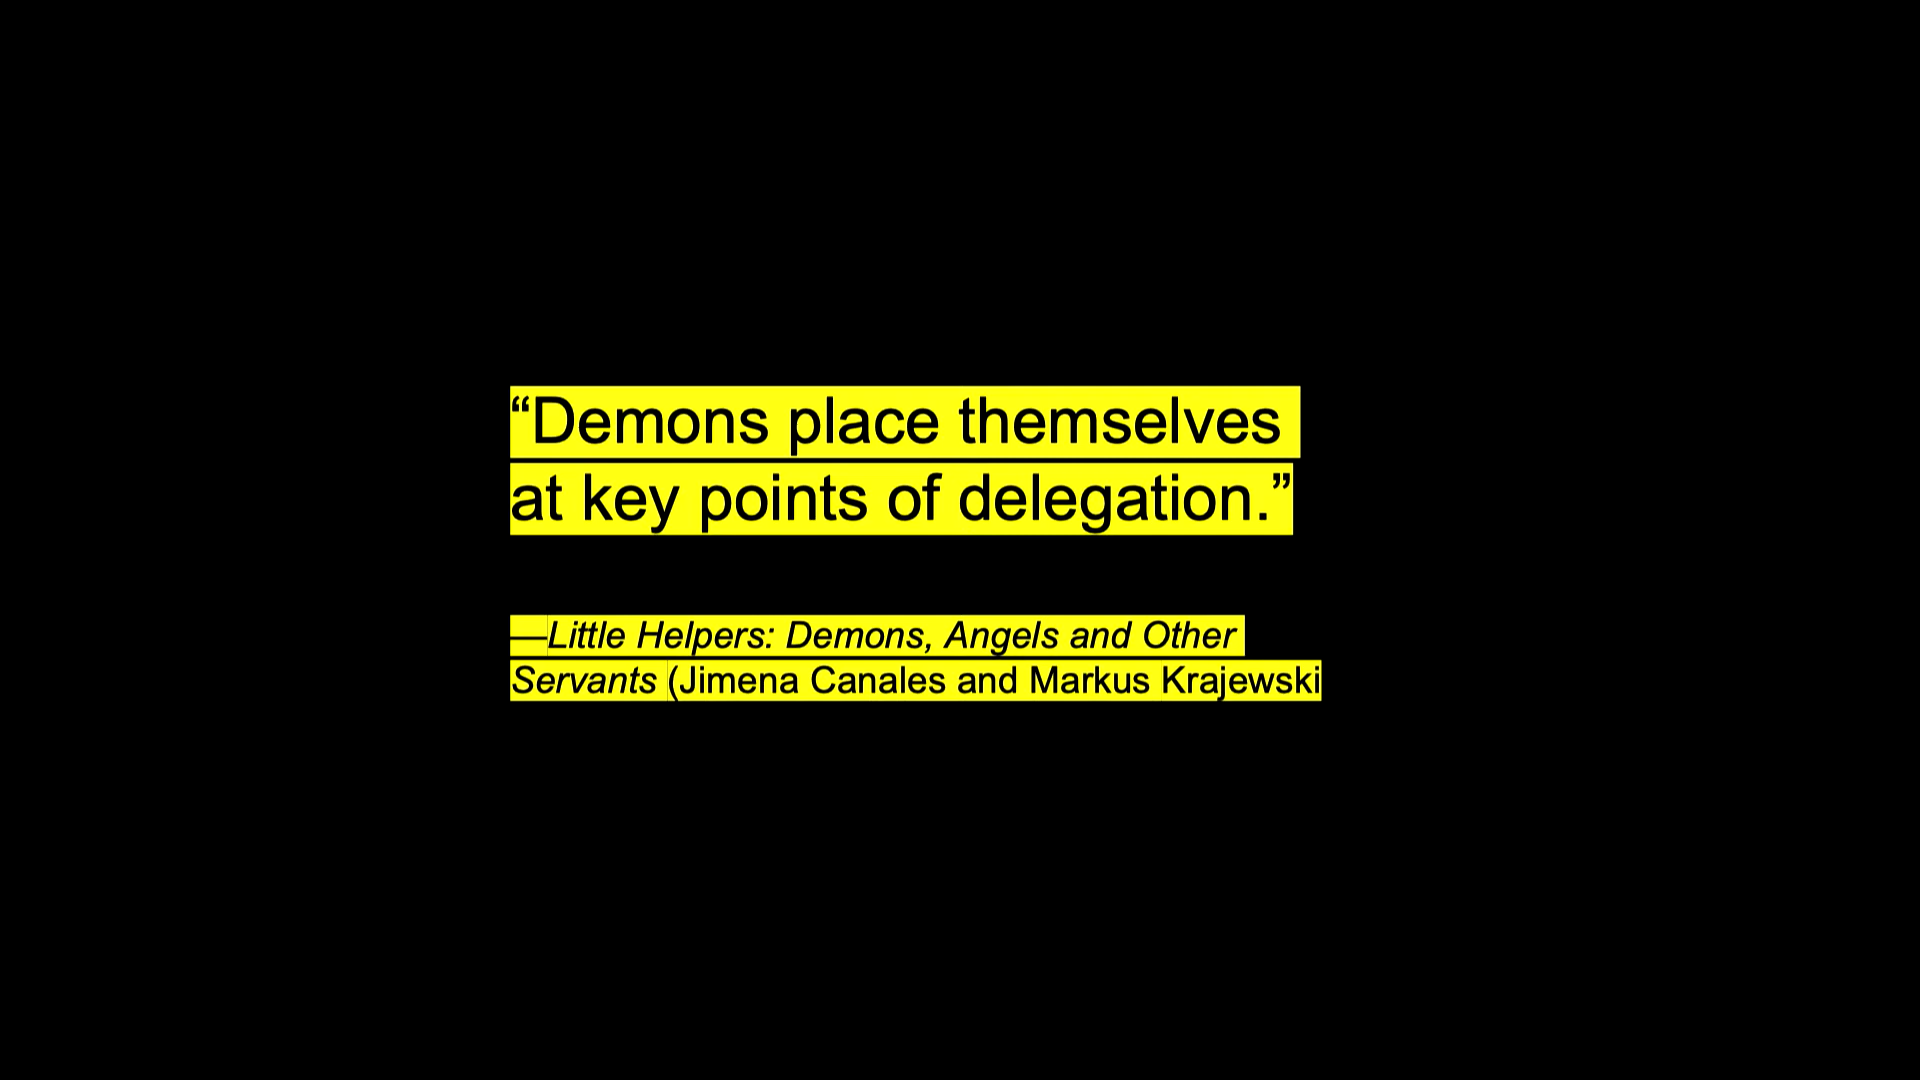 “Demons place themselves
at key points of delegation.”
—Little Helpers: Demons, Angels and Other
Servants (Jimena Canales and Markus Krajewski